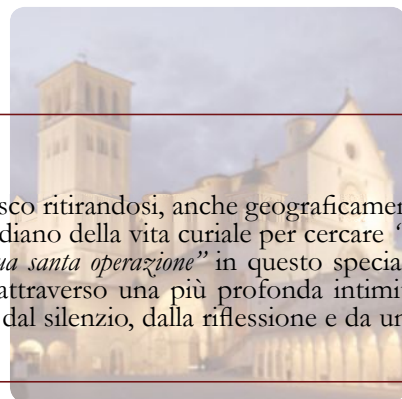 sco ritirandosi, anche geograficamen
diano della vita curiale per cercare “
ua santa operazione” in questo specia
attraverso una più profonda intimi
dal silenzio, dalla riflessione e da un